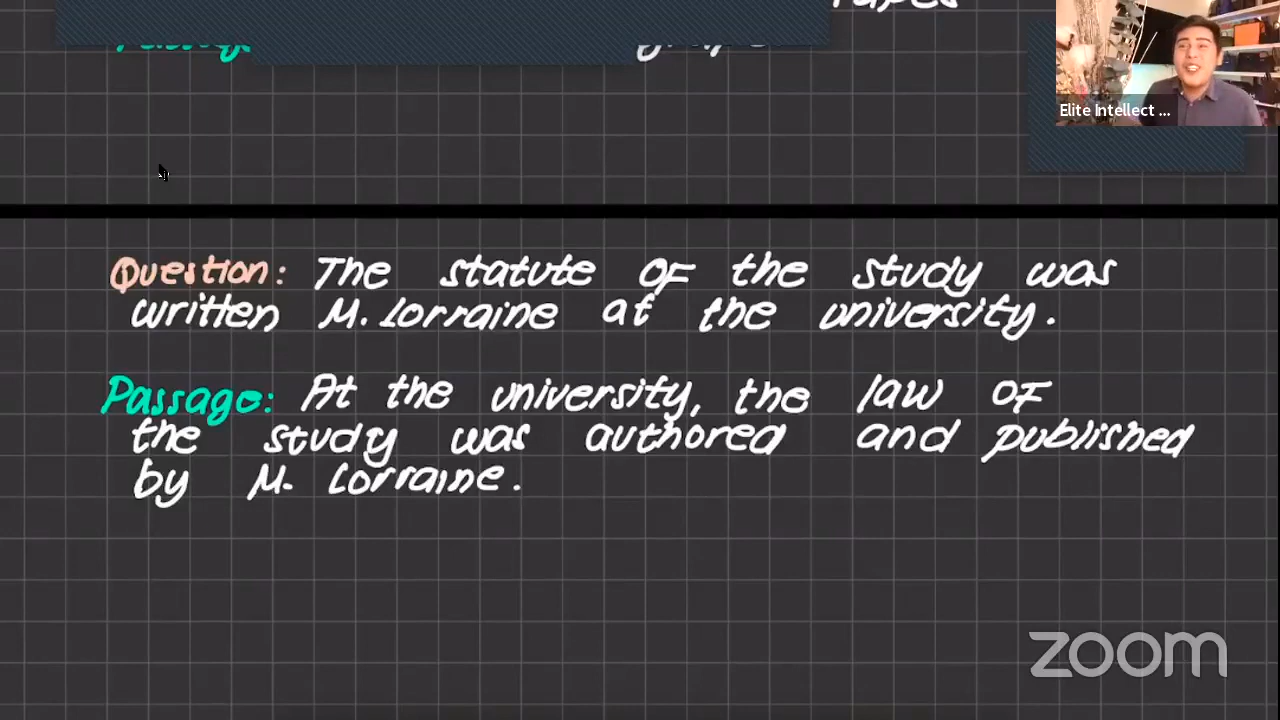 Elite Intellect ...
Question: The statute of the study was
written M. Lorraine at the university.
Passage: At the university, the law of
the study was authored and published
by M. Lorraine.
zoom